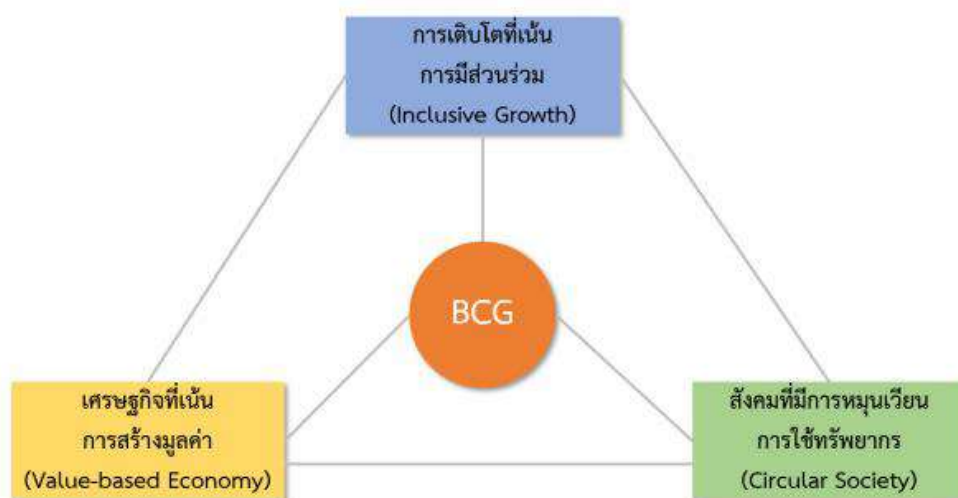 การเติบโตที่เน้น
การมีส่วนร่วม
(Inclusive Growth)
BCG
เศรษฐกิจที่เน้น
การสร้างมูลค่า
(Value-based Economy)
สังคมที่มีการหมุนเวียน
การใช้ทรัพยากร
(Circular Society)